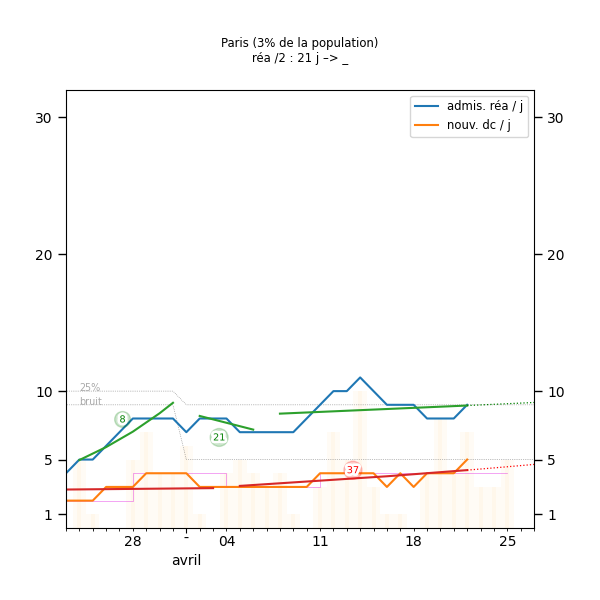 Paris (3% de la population)
réa /2 : 21 j –> _
admis. réa / j
nouv. dc / j
30 30
20 20
10 10
25%
bruit
8
21
37
5 5
1 1
28 - 04 11 18 25
avril